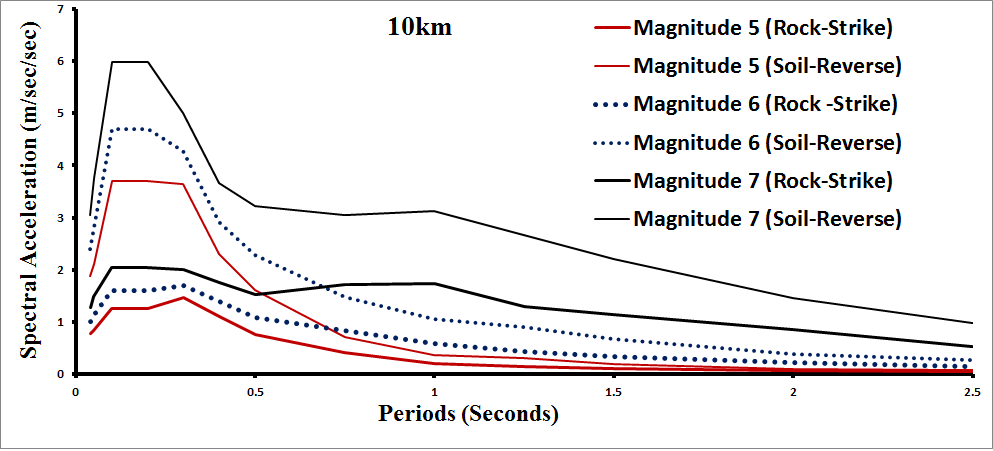 10km
Spectral Acceleration (m/sec/sec)
7
6
5
4
3
2
1
0
0
0.5
1
1.5
2
2.5
Periods (Seconds)
Magnitude 5 (Rock-Strike)
Magnitude 5 (Soil-Reverse)
Magnitude 6 (Rock -Strike)
Magnitude 6 (Soil-Reverse)
Magnitude 7 (Rock-Strike)
Magnitude 7 (Soil-Reverse)